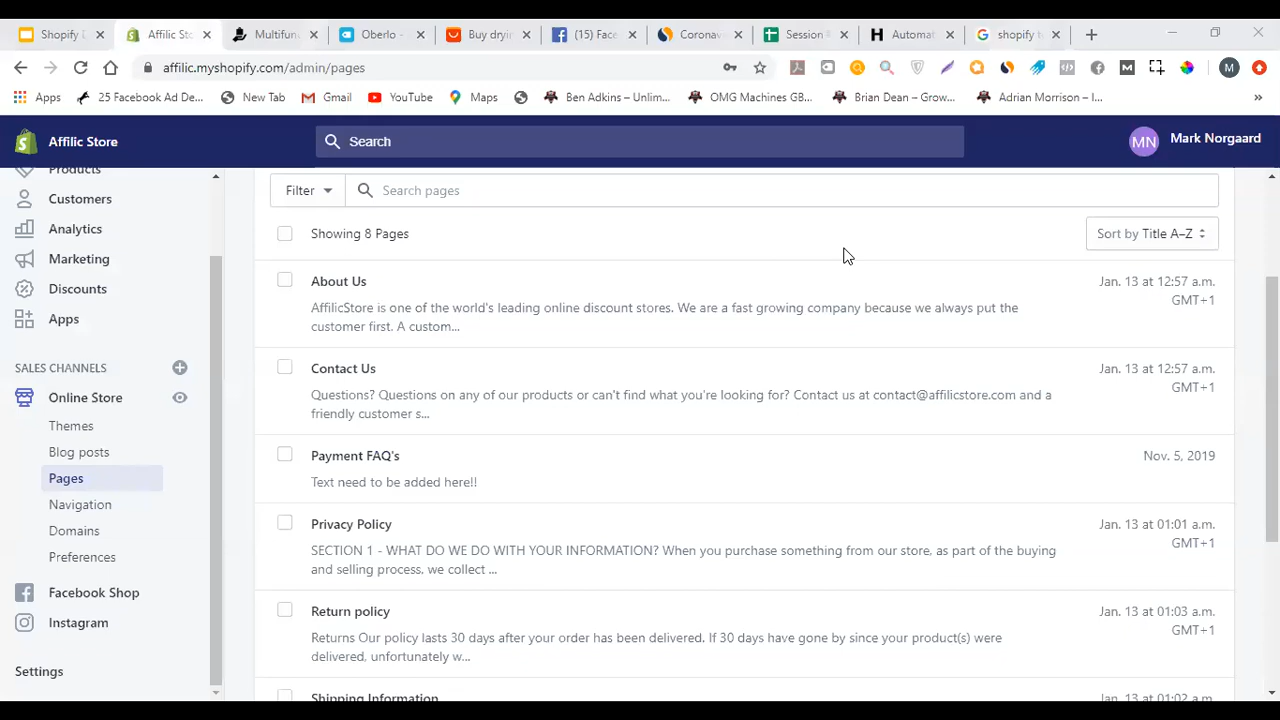 Shopify D
Affilic Sto
Multifun
Oberlo -
Buy dryin
(15) Face
Coronav
Session #
Automat
shopify t
affilic.myshopify.com/admin/pages
M
Apps
25 Facebook Ad De...
New Tab
Gmail
YouTube
Maps
Ben Adkins – Unlim...
OMG Machines GB...
Brian Dean – Grow...
Adrian Morrison – I...
»
Affilic Store
Search
MN
Mark Norgaard
Products
Customers
Analytics
Marketing
Discounts
Apps
SALES CHANNELS
Online Store
Themes
Blog posts
Pages
Navigation
Domains
Preferences
Facebook Shop
Instagram
Settings
Filter
Search pages
Showing 8 Pages
Sort by Title A–Z
About Us
Jan. 13 at 12:57 a.m.
GMT+1
AffilicStore is one of the world's leading online discount stores. We are a fast growing company because we always put the
customer first. A custom...
Contact Us
Jan. 13 at 12:57 a.m.
GMT+1
Questions? Questions on any of our products or can't find what you're looking for? Contact us at contact@affilicstore.com and a
friendly customer s...
Payment FAQ's
Nov. 5, 2019
Text need to be added here!!
Privacy Policy
Jan. 13 at 01:01 a.m.
GMT+1
SECTION 1 - WHAT DO WE DO WITH YOUR INFORMATION? When you purchase something from our store, as part of the buying
and selling process, we collect ...
Return policy
Jan. 13 at 01:03 a.m.
GMT+1
Returns Our policy lasts 30 days after your order has been delivered. If 30 days have gone by since your product(s) were
delivered, unfortunately w...
Shipping Information
Jan. 13 at 01:02 a.m.